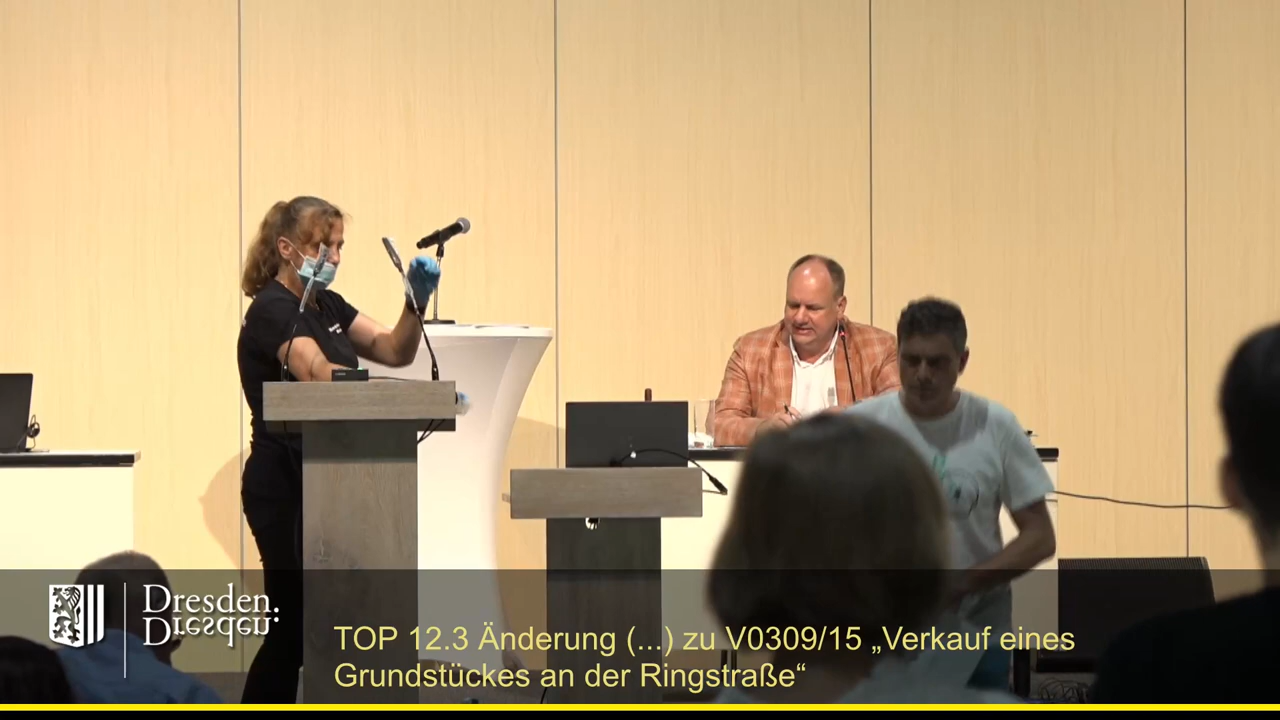 Dresden.
Dresden.
TOP 12.3 Änderung (...) zu V0309/15 „Verkauf eines
Grundstückes an der Ringstraße“